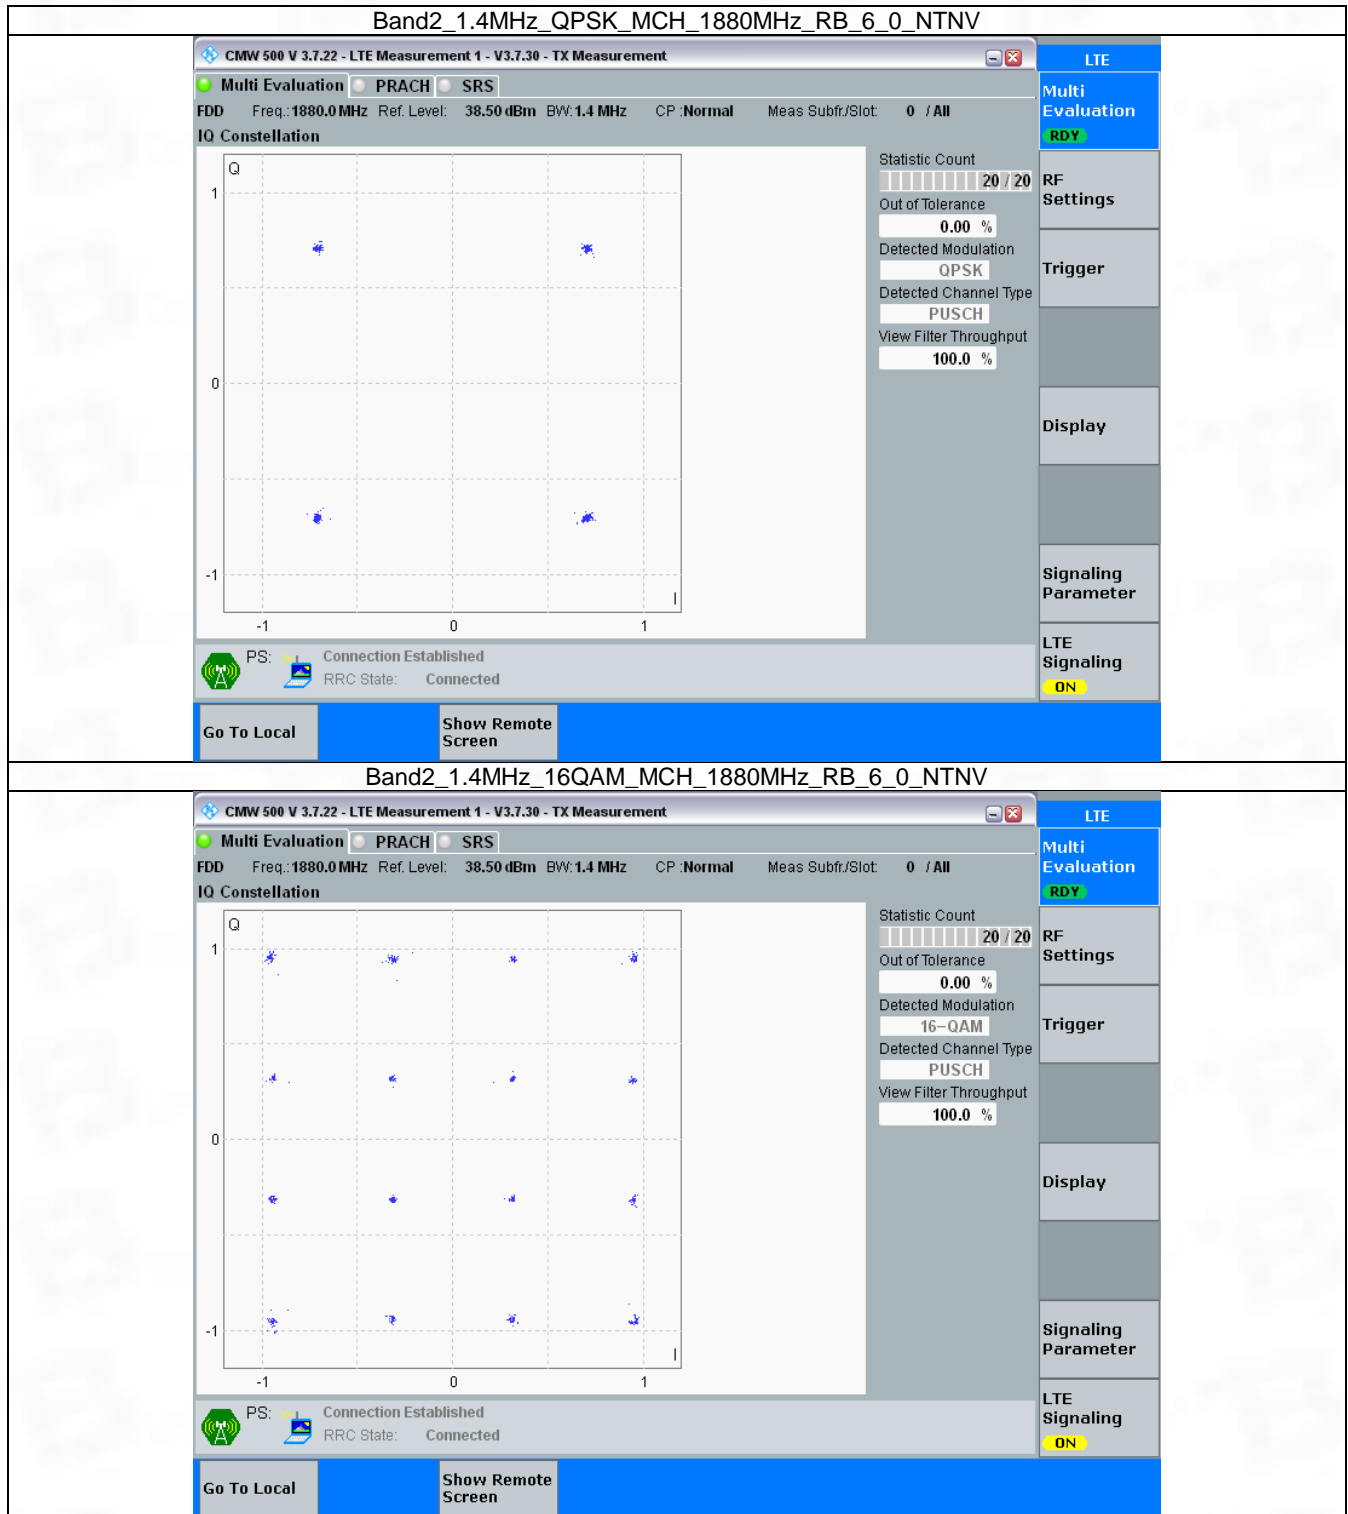 Band2_1.4MHz_QPSK_MCH_1880MHz_RB_6_0_NTNV
CMW 500 V 3.7.22 - LTE Measurement 1 - V3.7.30 - TX Measurement
LTE
Multi Evaluation PRACH SRS
Multi
Evaluation
RDY
FDD Freq.:1880.0 MHz Ref. Level: 38.50 dBm BW:1.4 MHz CP :Normal Meas Subfr./Slot: 0 / All
IQ Constellation
Q
1
0
-1
I
-1 0 1
Statistic Count
20 / 20
Out of Tolerance
0.00 %
Detected Modulation
QPSK
Detected Channel Type
PUSCH
View Filter Throughput
100.0 %
RF
Settings
Trigger
Display
Signaling
Parameter
LTE
Signaling
ON
PS: Connection Established
RRC State: Connected
Go To Local
Show Remote
Screen
Band2_1.4MHz_16QAM_MCH_1880MHz_RB_6_0_NTNV
CMW 500 V 3.7.22 - LTE Measurement 1 - V3.7.30 - TX Measurement
LTE
Multi Evaluation PRACH SRS
Multi
Evaluation
RDY
FDD Freq.:1880.0 MHz Ref. Level: 38.50 dBm BW:1.4 MHz CP :Normal Meas Subfr./Slot: 0 / All
IQ Constellation
Q
1
0
-1
I
-1 0 1
Statistic Count
20 / 20
Out of Tolerance
0.00 %
Detected Modulation
16-QAM
Detected Channel Type
PUSCH
View Filter Throughput
100.0 %
RF
Settings
Trigger
Display
Signaling
Parameter
LTE
Signaling
ON
PS: Connection Established
RRC State: Connected
Go To Local
Show Remote
Screen